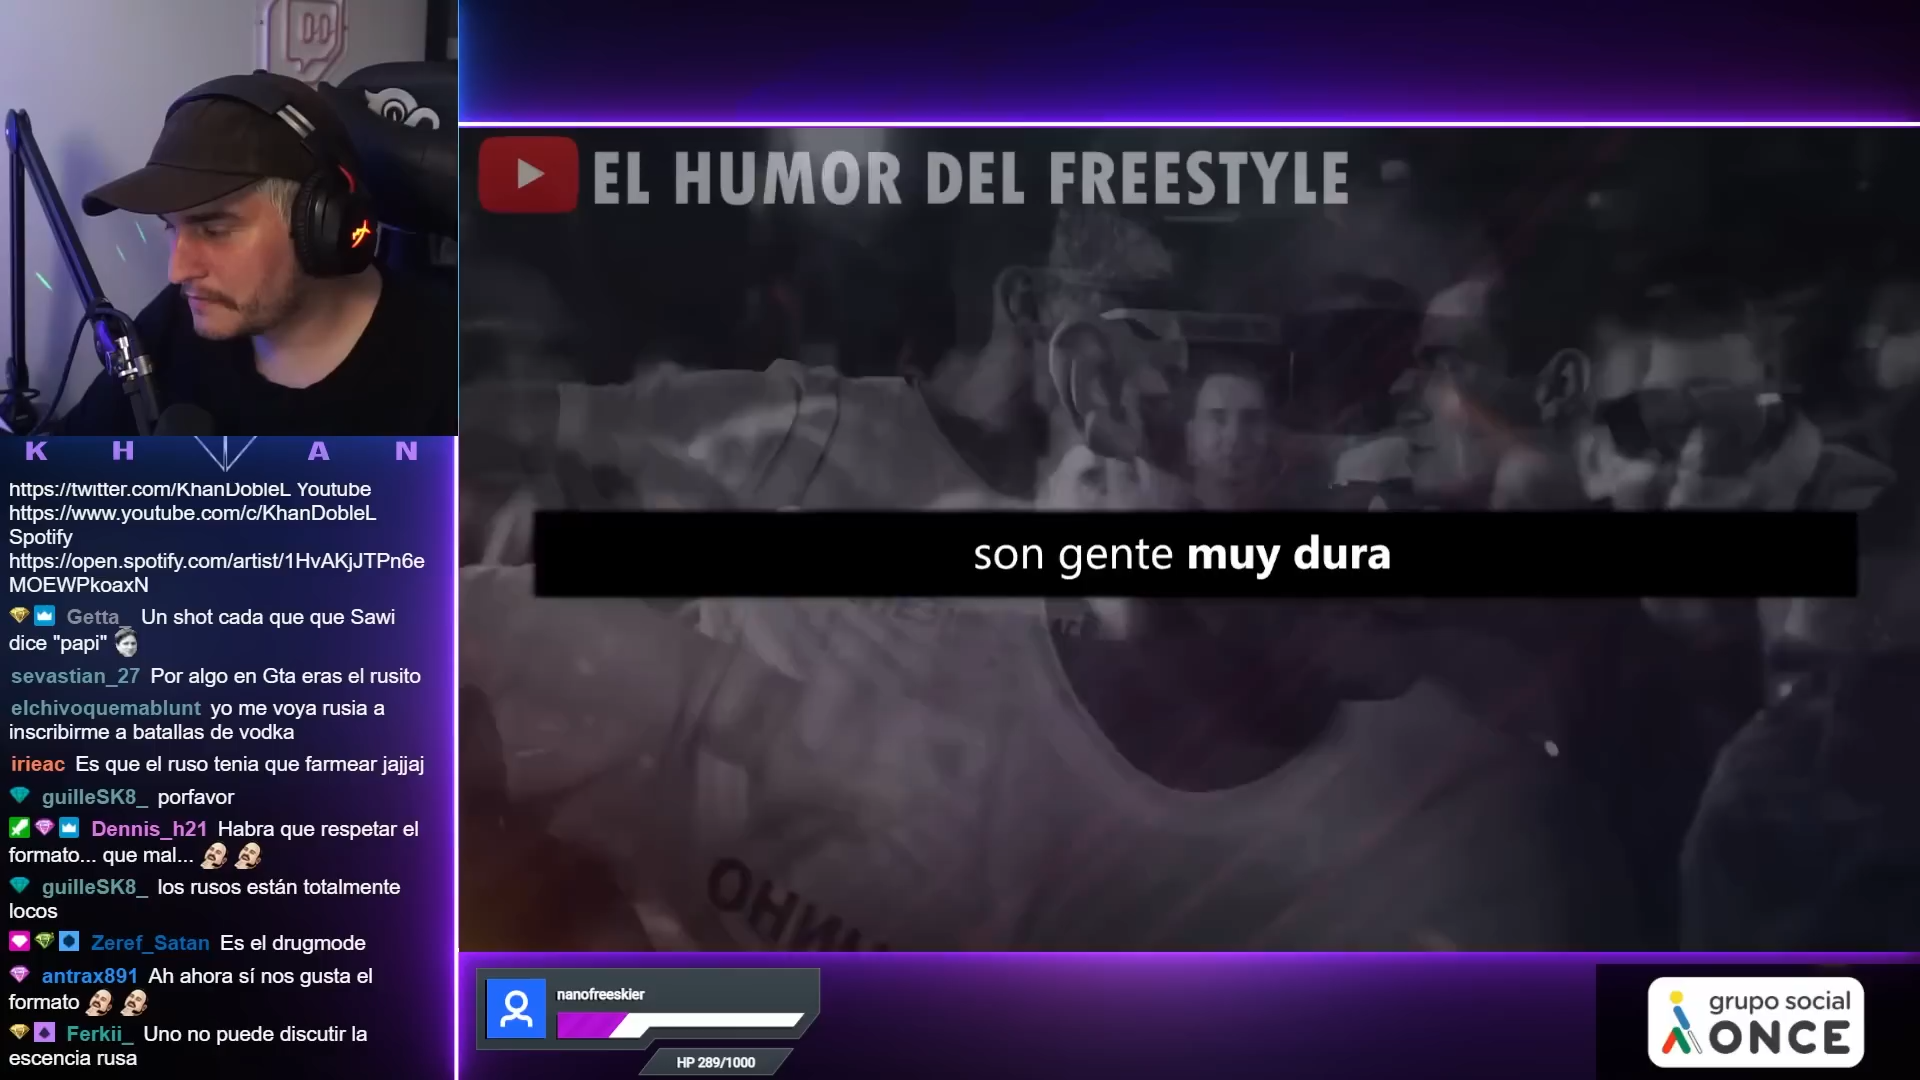 EL HUMOR DEL FREESTYLE
son gente muy dura
K H A N
https://twitter.com/KhanDobleL Youtube
https://www.youtube.com/c/KhanDobleL
Spotify
https://open.spotify.com/artist/1HvAKjJTPn6e
MOEWPkoaxN
Getta_ Un shot cada que que Sawi
dice "papi"
sevastian_27 Por algo en Gta eras el rusito
elchivoquemablunt yo me voya rusia a
inscribirme a batallas de vodka
irieac Es que el ruso tenia que farmear jajjaj
guilleSK8_ porfavor
Dennis_h21 Habra que respetar el
formato... que mal...
guilleSK8_ los rusos están totalmente
locos
Zeref_Satan Es el drugmode
antrax891 Ah ahora sí nos gusta el
formato
Ferkii_ Uno no puede discutir la
escencia rusa
nanofreeskier
HP 289/1000
grupo social
ONCE